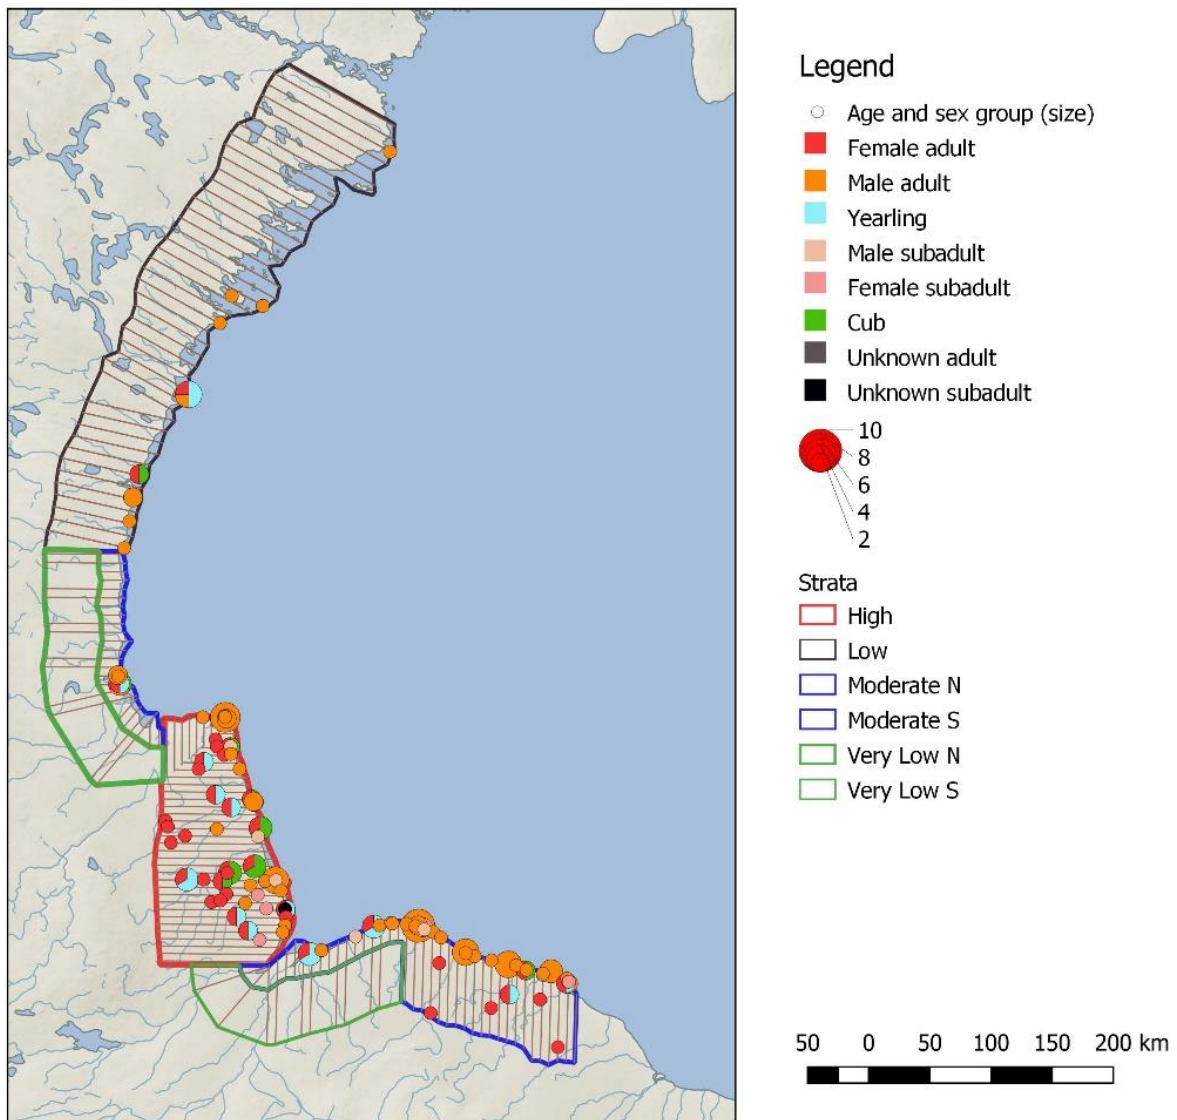 Legend
Age and sex group (size)
Female adult
Male adult
Yearling
Male subadult
Female subadult
Cub
Unknown adult
Unknown subadult
10
8
6
4
2
Strata
High
Low
Moderate N
Moderate S
Very Low N
Very Low S
50 0 50 100 150 200 km